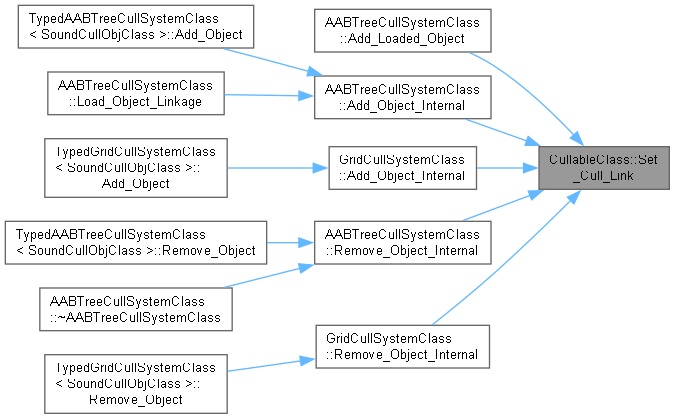 TypedAABTreeCullSystemClass
< SoundCullObjClass >::Add_Object
AABTreeCullSystemClass
::Load_Object_Linkage
TypedGridCullSystemClass
< SoundCullObjClass >::
Add_Object
TypedAABTreeCullSystemClass
< SoundCullObjClass >::Remove_Object
AABTreeCullSystemClass
::~AABTreeCullSystemClass
TypedGridCullSystemClass
< SoundCullObjClass >::
Remove_Object
AABTreeCullSystemClass
::Add_Loaded_Object
AABTreeCullSystemClass
::Add_Object_Internal
GridCullSystemClass
::Add_Object_Internal
AABTreeCullSystemClass
::Remove_Object_Internal
GridCullSystemClass
::Remove_Object_Internal
CullableClass::Set
_Cull_Link